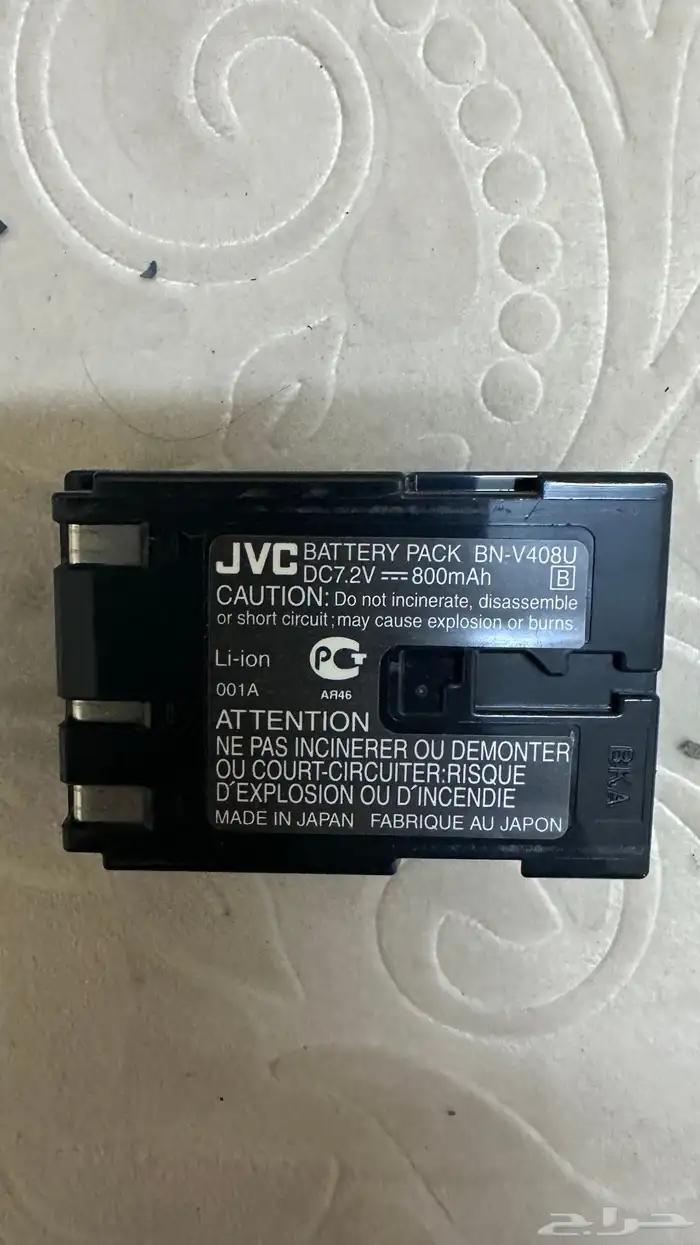 JVC BATTERY PACK BN-V408U
DC7.2V ⎓ 800mAh B
CAUTION: Do not incinerate, disassemble
or short circuit;may cause explosion or burns.
Li-ion
РСТ
001A
АЯ46
ATTENTION
NE PAS INCINERER OU DEMONTER
OU COURT-CIRCUITER:RISQUE
D´EXPLOSION OU D´INCENDIE
MADE IN JAPAN FABRIQUE AU JAPON
BKA
حراج